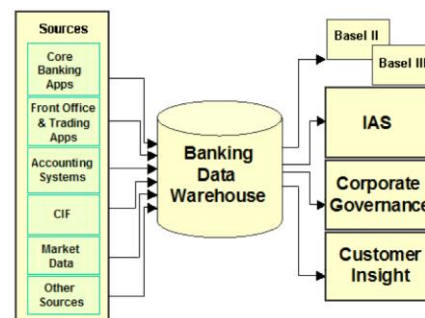 Sources
Core
Banking
Apps
Front Office
& Trading
Apps
Accounting
Systems
CIF
Market
Data
Other
Sources
Banking
Data
Warehouse
Basel II
Basel III
IAS
Corporate
Governance
Customer
Insight